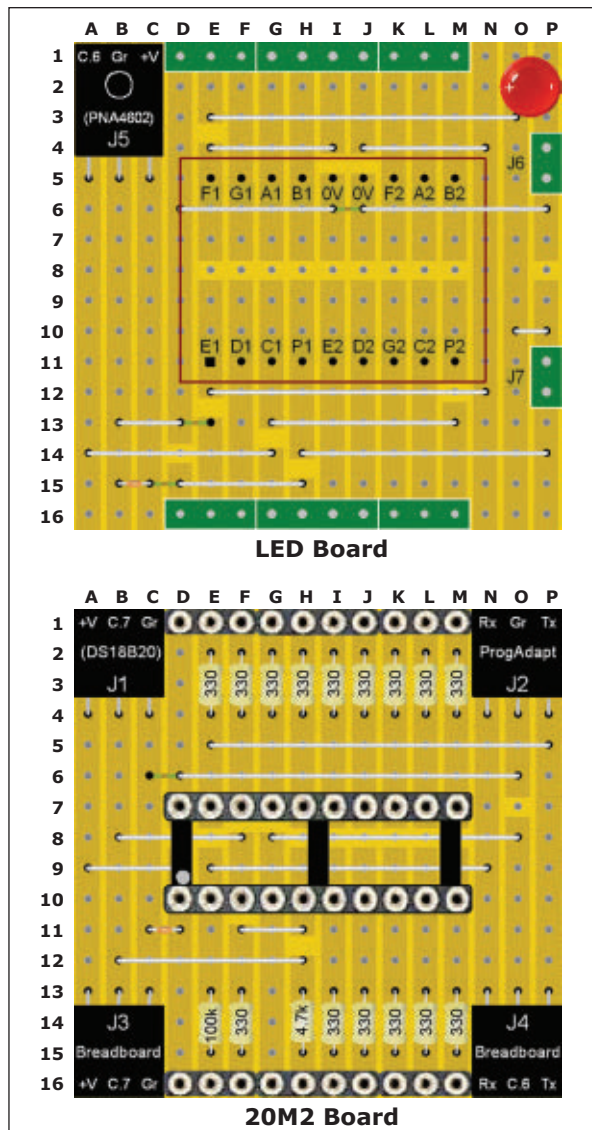 A B C D E F G H I J K L M N O P
1
C.6 Gr +V
2
+
3
(PNA4602)
J5
4
J6
5
F1 G1 A1 B1 0V 0V F2 A2 B2
6
7
8
9
10
E1 D1 C1 P1 E2 D2 G2 C2 P2
11
J7
12
13
14
15
16
LED Board
A B C D E F G H I J K L M N O P
1
+V C.7 Gr
Rx Gr Tx
2
(DS18B20)
ProgAdapt
3
J1
330 330 330 330 330 330 330 330 330
J2
4
5
6
7
8
9
10
11
12
13
14
J3
100k 330 4.7k 330 330 330 330 330
J4
15
Breadboard
Breadboard
16
+V C.7 Gr
Rx C.6 Tx
20M2 Board